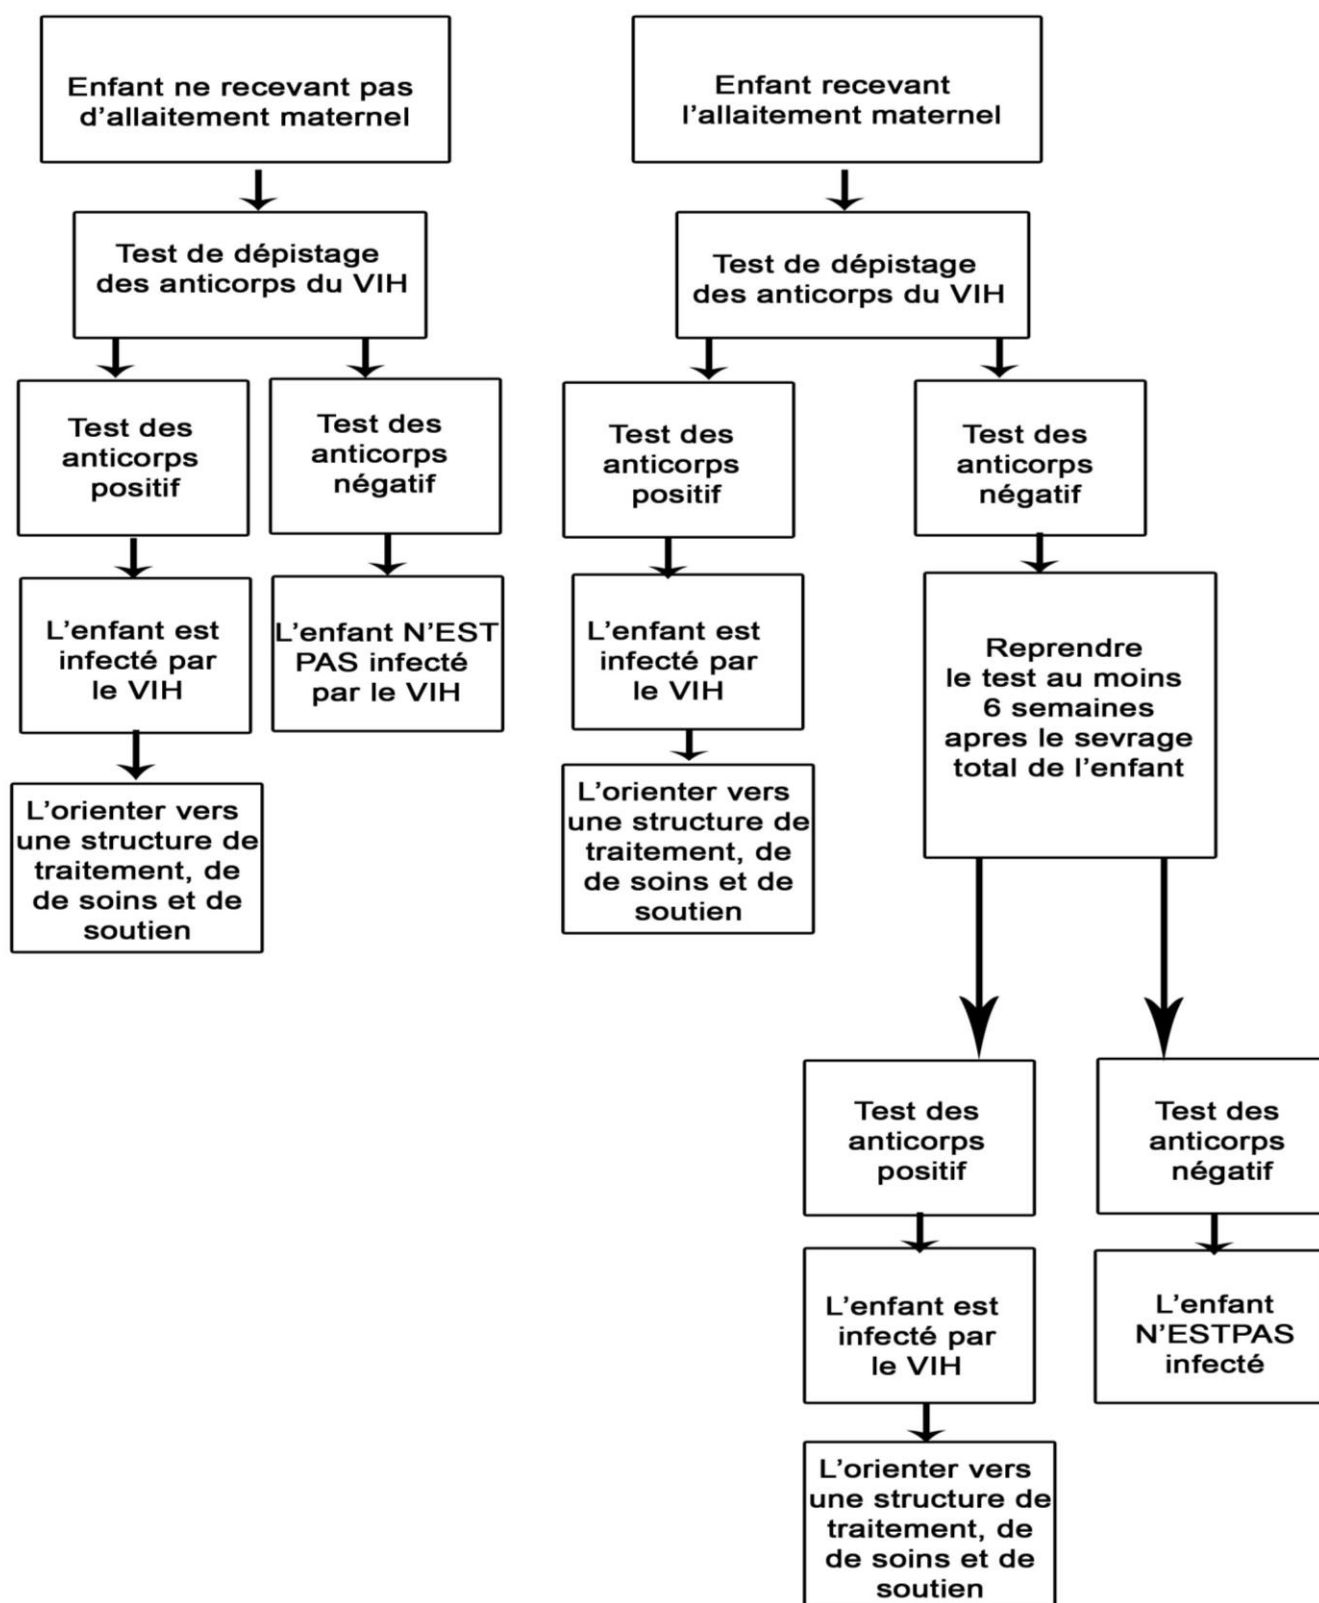 Enfant ne recevant pas
d'allaitement maternel
Enfant recevant
l'allaitement maternel
Test de dépistage
des anticorps du VIH
Test de dépistage
des anticorps du VIH
Test des
anticorps
positif
Test des
anticorps
négatif
Test des
anticorps
positif
Test des
anticorps
négatif
L'enfant est
infecté par
le VIH
L'enfant N'EST
PAS infecté
par le VIH
L'enfant est
infecté par
le VIH
Reprendre
le test au moins
6 semaines
apres le sevrage
total de l'enfant
L'orienter vers
une structure de
traitement, de
de soins et de
soutien
L'orienter vers
une structure de
traitement, de
de soins et de
soutien
Test des
anticorps
positif
Test des
anticorps
négatif
L'enfant est
infecté par
le VIH
L'enfant
N'ESTPAS
infecté
L'orienter vers
une structure de
traitement, de
de soins et de
soutien